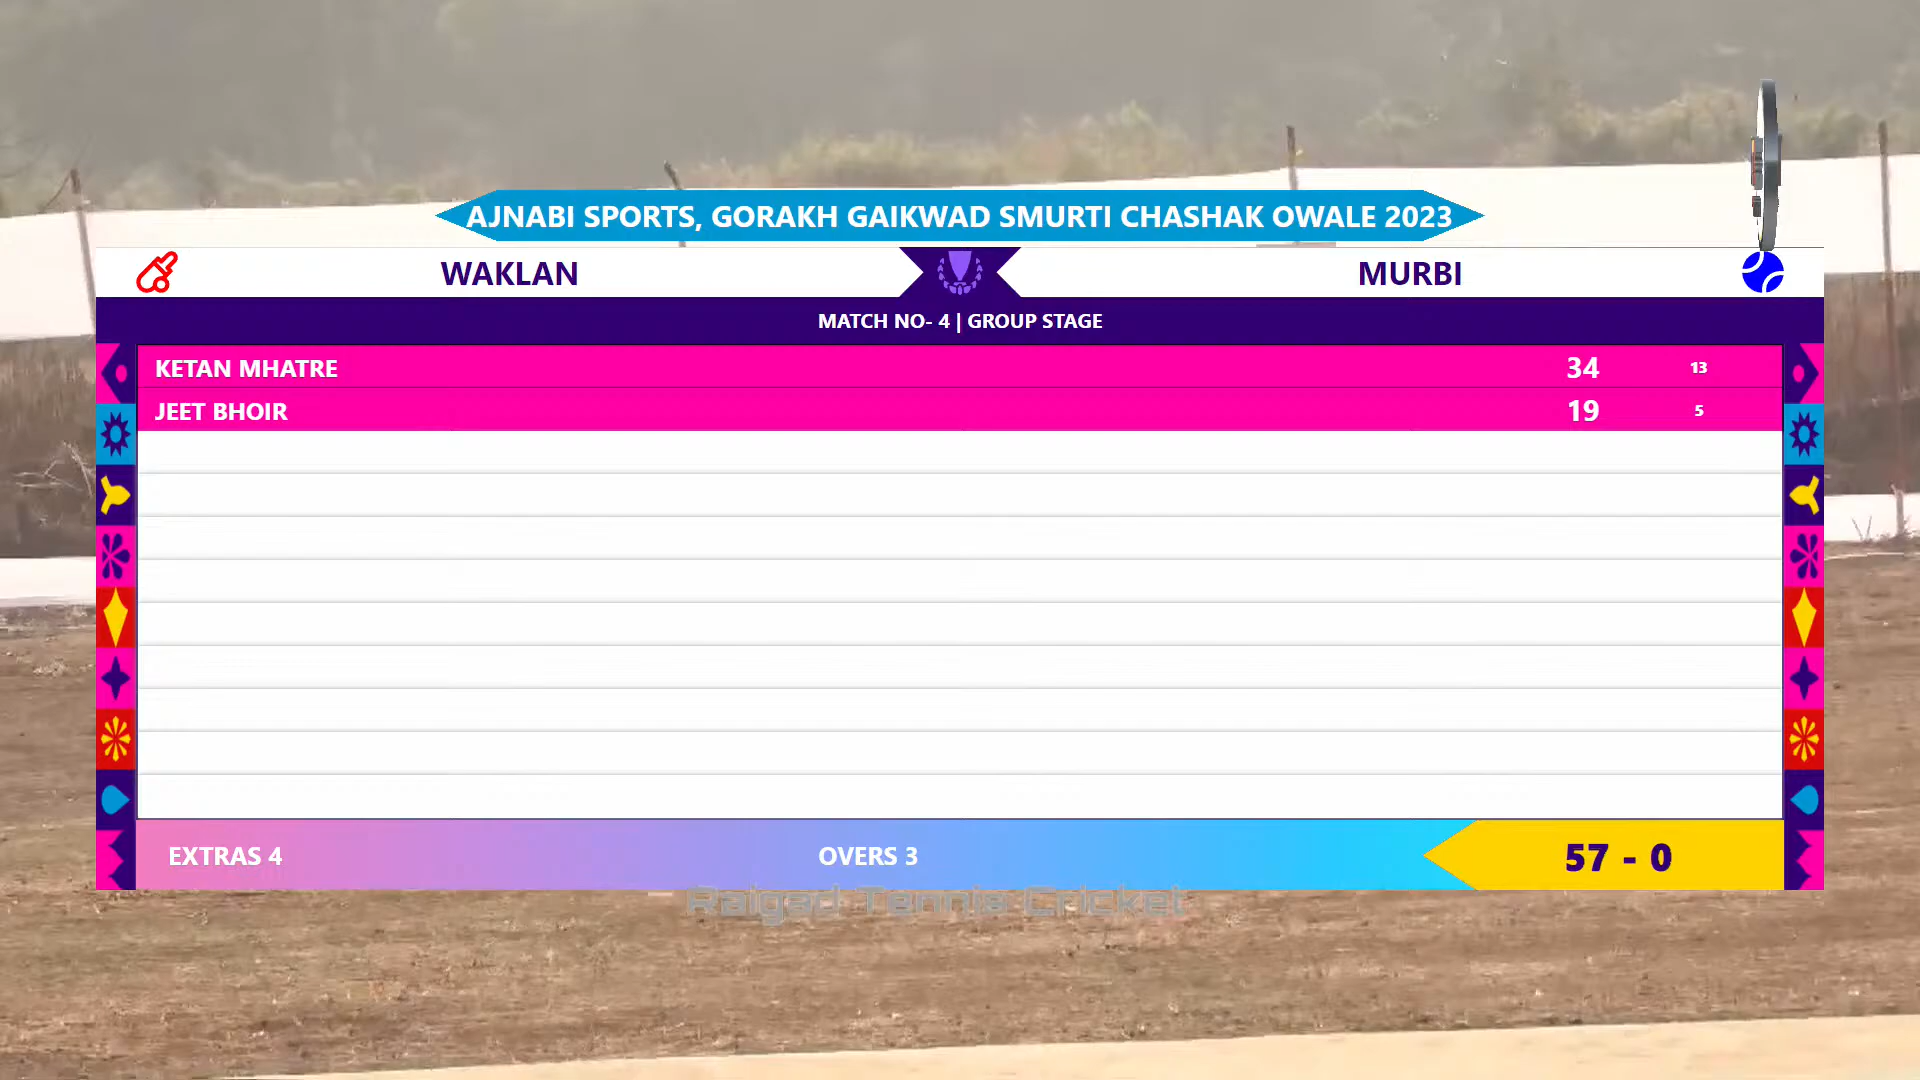 AJNABI SPORTS, GORAKH GAIKWAD SMURTI CHASHAK OWALE 2023
WAKLAN MURBI
MATCH NO- 4 | GROUP STAGE
KETAN MHATRE 34 13
JEET BHOIR 19 5
EXTRAS 4 OVERS 3 57 - 0
Raigad Tennis Cricket